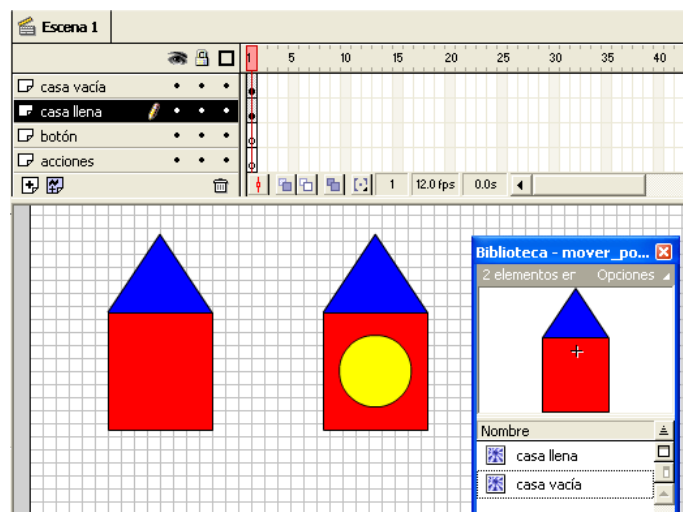 Escena 1
1 5 10 15 20 25 30 35 40
casa vacía
casa llena
botón
acciones
1 12.0 fps 0.0s
Biblioteca - mover_po...
2 elementos er Opciones
Nombre
casa llena
casa vacía